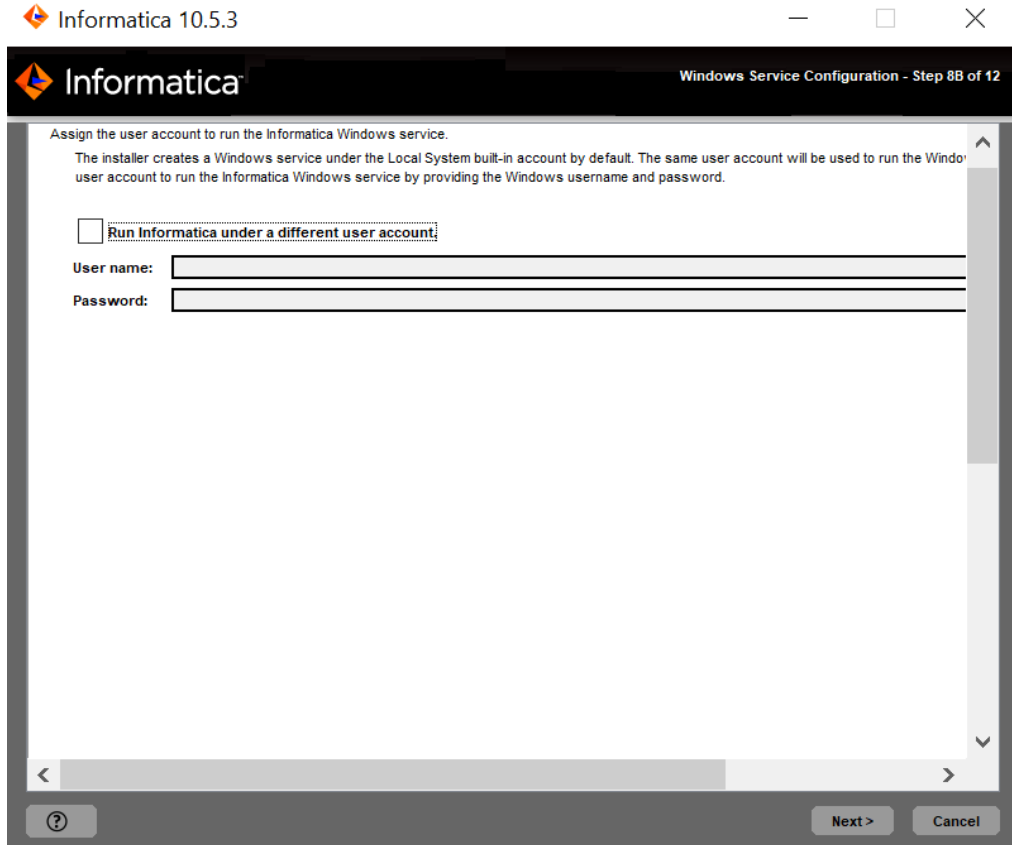 Informatica 10.5.3
Informatica
Windows Service Configuration - Step 8B of 12
Assign the user account to run the Informatica Windows service.
The installer creates a Windows service under the Local System built-in account by default. The same user account will be used to run the Windo
user account to run the Informatica Windows service by providing the Windows username and password.
Run Informatica under a different user account.
User name:
Password:
?
Next >
Cancel